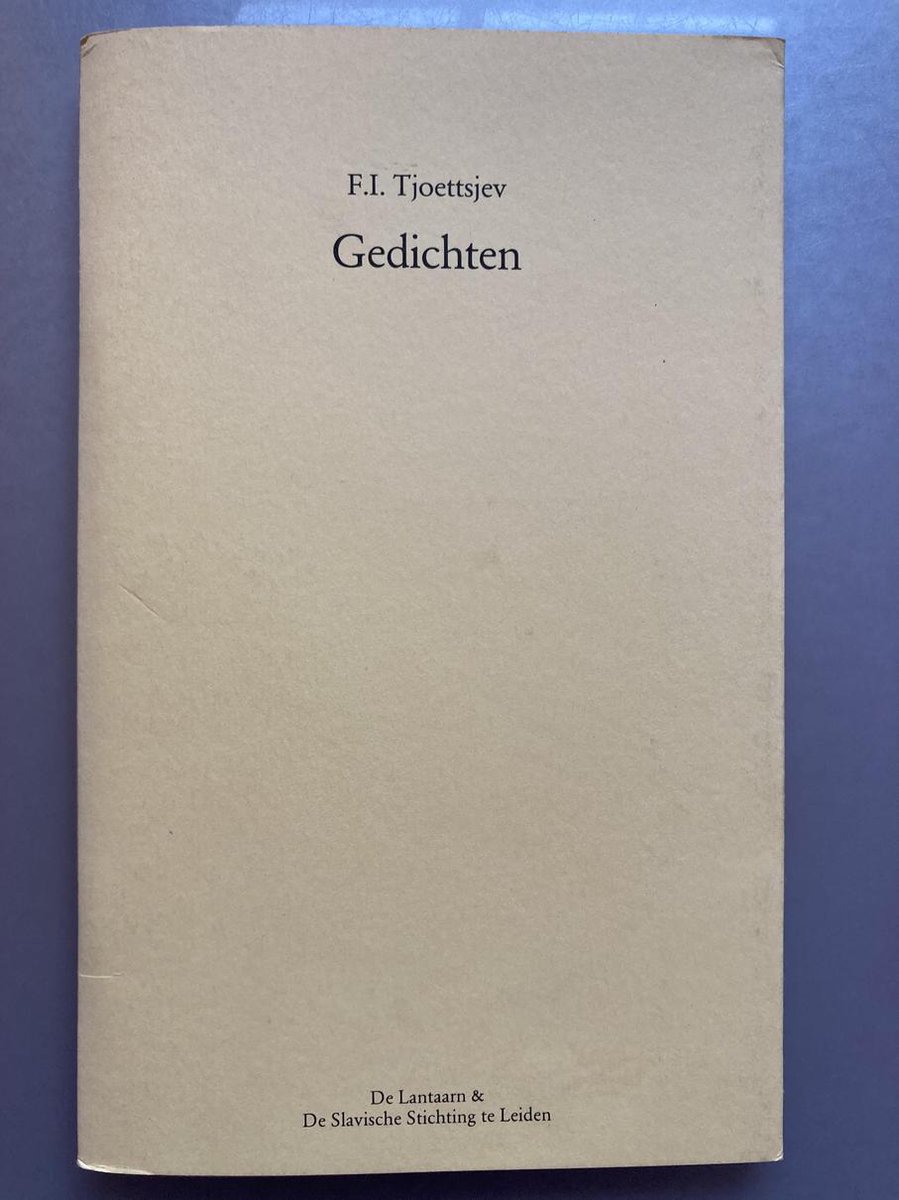 F.I. Tjoettsjev
Gedichten
De Lantaarn &
De Slavische Stichting te Leiden